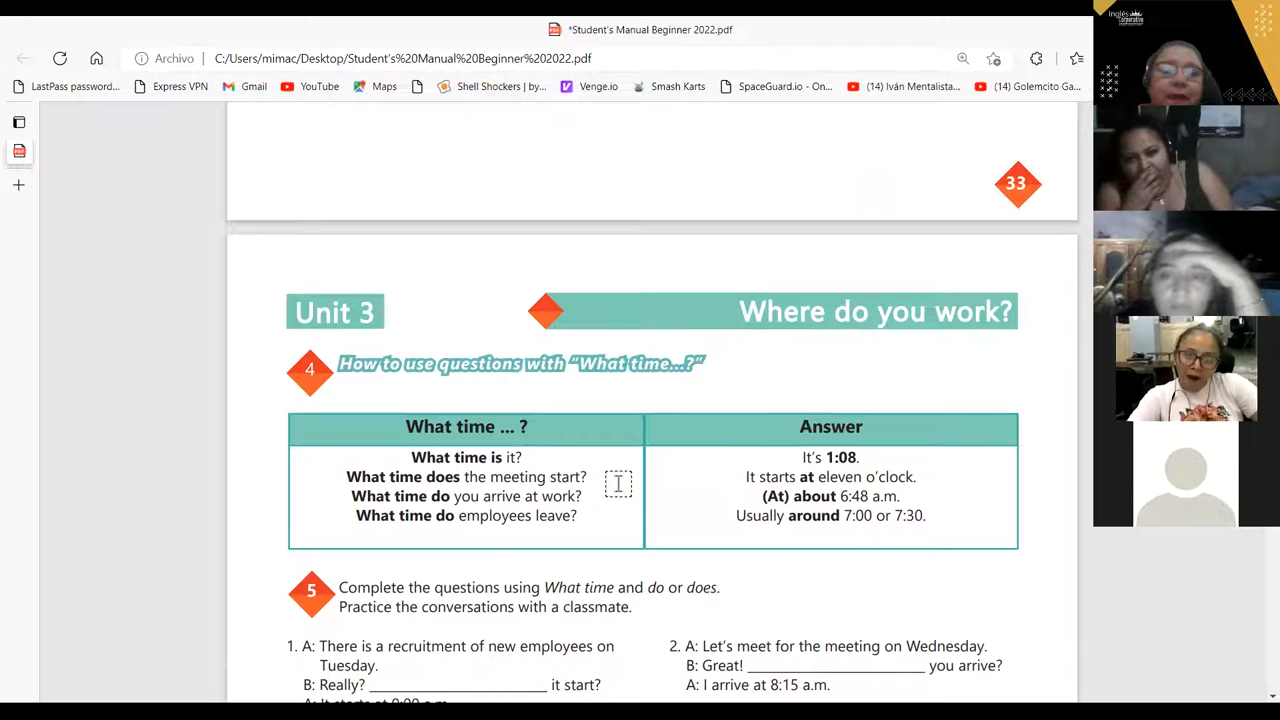 *Student's Manual Beginner 2022.pdf
Archivo
C:/Users/mimac/Desktop/Student's%20Manual%20Beginner%202022.pdf
LastPass password...
Express VPN
Gmail
YouTube
Maps
Shell Shockers | by...
Venge.io
Smash Karts
SpaceGuard.io - On...
(14) Iván Mentalista...
(14) Golemcito Ga...
Inglés
Corporativo
33
Unit 3
Where do you work?
4
How to use questions with "What time...?"
What time ... ?
Answer
What time is it?
It's 1:08.
What time does the meeting start?
It starts at eleven o'clock.
What time do you arrive at work?
(At) about 6:48 a.m.
What time do employees leave?
Usually around 7:00 or 7:30.
5
Complete the questions using What time and do or does.
Practice the conversations with a classmate.
1. A: There is a recruitment of new employees on
Tuesday.
B: Really? ____________________ it start?
A: It starts at 9:00 a.m.
2. A: Let's meet for the meeting on Wednesday.
B: Great! ____________________ you arrive?
A: I arrive at 8:15 a.m.